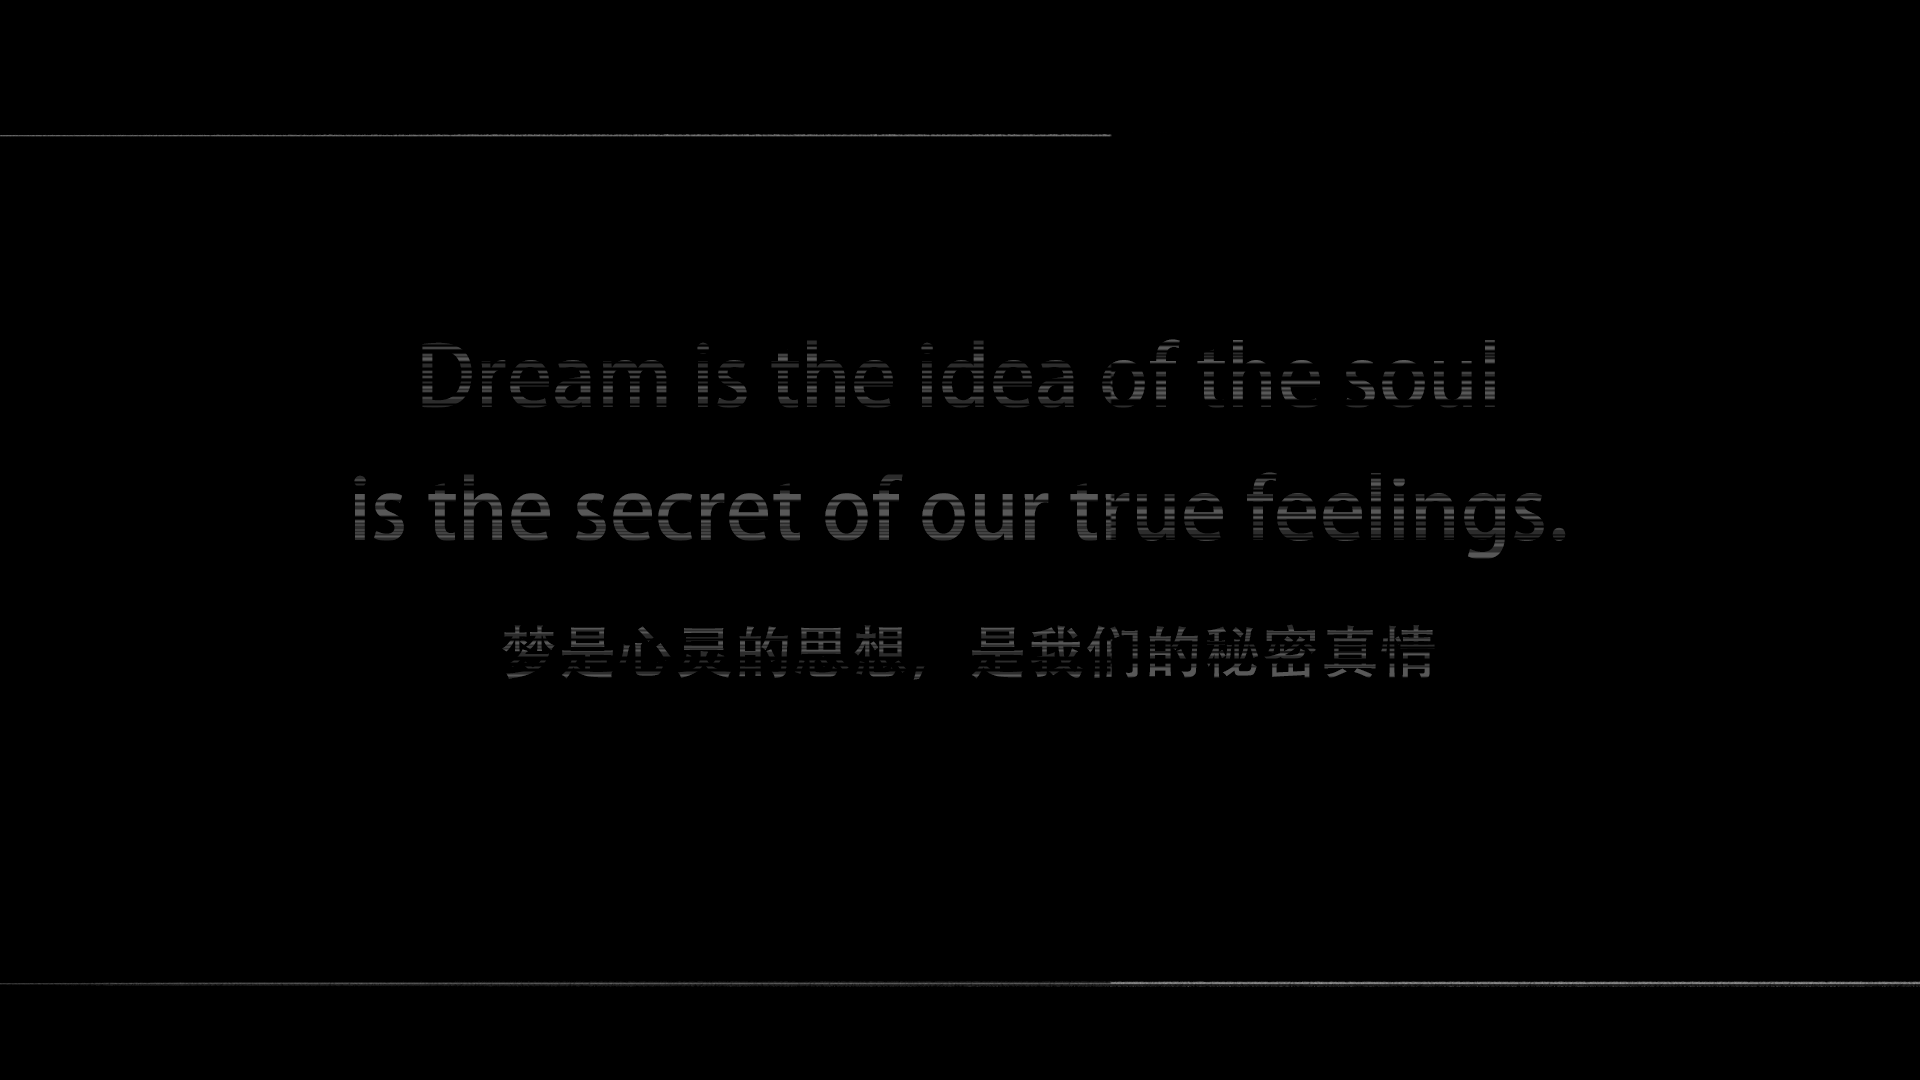 Dream is the idea of the soul
is the secret of our true feelings.
梦是心灵的思想，是我们的秘密真情